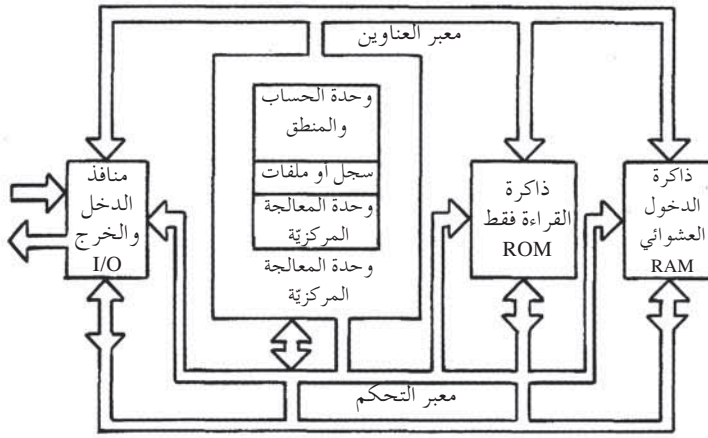 معبر العناوين
وحدة الحساب
والمنطق
سجل أو ملفات
وحدة المعالجة
المركزيّة
وحدة المعالجة
المركزيّة
ذاكرة
الدخول
العشوائي
RAM
ذاكرة
القراءة فقط
ROM
منافذ
الدخل
والخرج
I/O
معبر التحكم